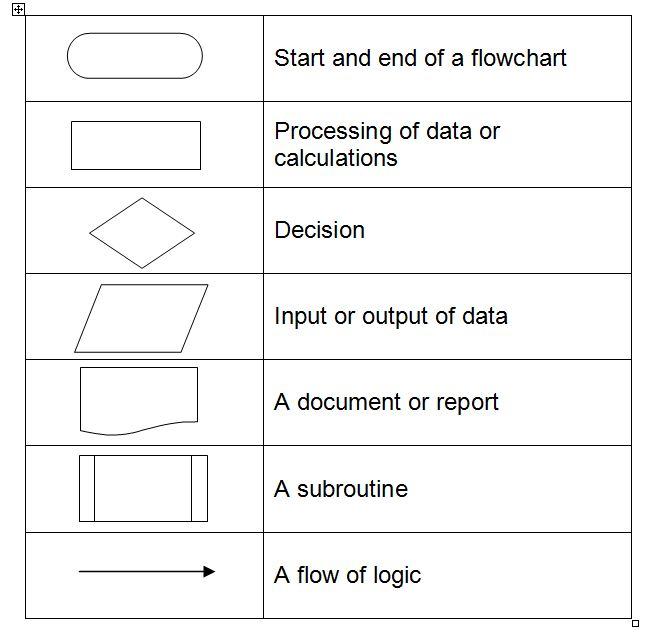 Start and end of a flowchart
Processing of data or
calculations
Decision
Input or output of data
A document or report
A subroutine
A flow of logic